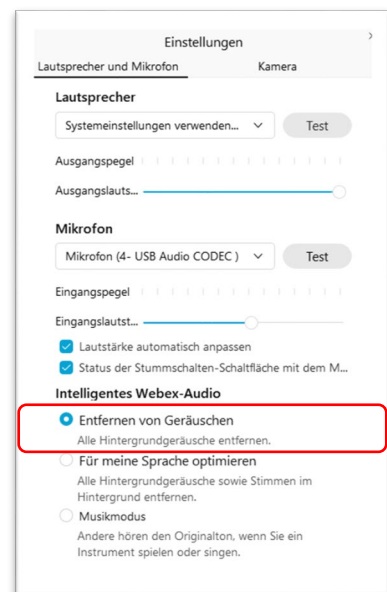 Einstellungen
Lautsprecher und Mikrofon Kamera
Lautsprecher
Systemeinstellungen verwenden... Test
Ausgangspegel
Ausgangslauts...
Mikrofon
Mikrofon (4- USB Audio CODEC ) Test
Eingangspegel
Eingangslautst...
Lautstärke automatisch anpassen
Status der Stummschalten-Schaltfläche mit dem M...
Intelligentes Webex-Audio
Entfernen von Geräuschen
Alle Hintergrundgeräusche entfernen.
Für meine Sprache optimieren
Alle Hintergrundgeräusche sowie Stimmen im
Hintergrund entfernen.
Musikmodus
Andere hören den Originalton, wenn Sie ein
Instrument spielen oder singen.